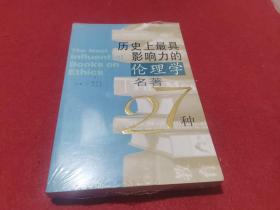 历史上最具
影响力的
伦理学
名著
27
种
The Most
Influential
Books on
Ethics